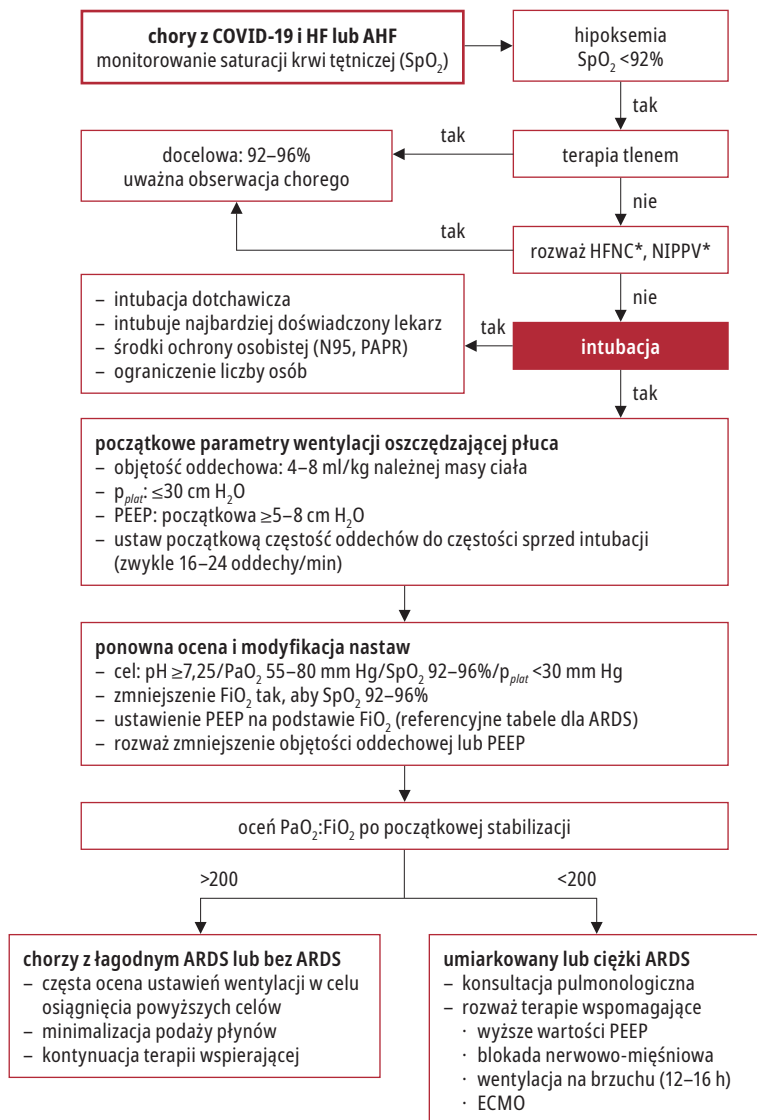 chory z COVID-19 i HF lub AHF
monitorowanie saturacji krwi tętniczej (SpO₂)
hipoksemia
SpO₂ <92%
tak
terapia tlenem
tak
docelowa: 92–96%
uważna obserwacja chorego
nie
rozważ HFNC*, NIPPV*
tak
nie
intubacja
tak
– intubacja dotchawicza
– intubuje najbardziej doświadczony lekarz
– środki ochrony osobistej (N95, PAPR)
– ograniczenie liczby osób
tak
początkowe parametry wentylacji oszczędzającej płuca
– objętość oddechowa: 4–8 ml/kg należnej masy ciała
– pplat: ≤30 cm H₂O
– PEEP: początkowa ≥5–8 cm H₂O
– ustaw początkową częstość oddechów do częstości sprzed intubacji
(zwykle 16–24 oddechy/min)
ponowna ocena i modyfikacja nastaw
– cel: pH ≥7,25/PaO₂ 55–80 mm Hg/SpO₂ 92–96%/pplat <30 mm Hg
– zmniejszenie FiO₂ tak, aby SpO₂ 92–96%
– ustawienie PEEP na podstawie FiO₂ (referencyjne tabele dla ARDS)
– rozważ zmniejszenie objętości oddechowej lub PEEP
oceń PaO₂:FiO₂ po początkowej stabilizacji
>200
<200
chorzy z łagodnym ARDS lub bez ARDS
– częsta ocena ustawień wentylacji w celu
osiągnięcia powyższych celów
– minimalizacja podaży płynów
– kontynuacja terapii wspierającej
umiarkowany lub ciężki ARDS
– konsultacja pulmonologiczna
– rozważ terapie wspomagające
· wyższe wartości PEEP
· blokada nerwowo-mięśniowa
· wentylacja na brzuchu (12–16 h)
· ECMO